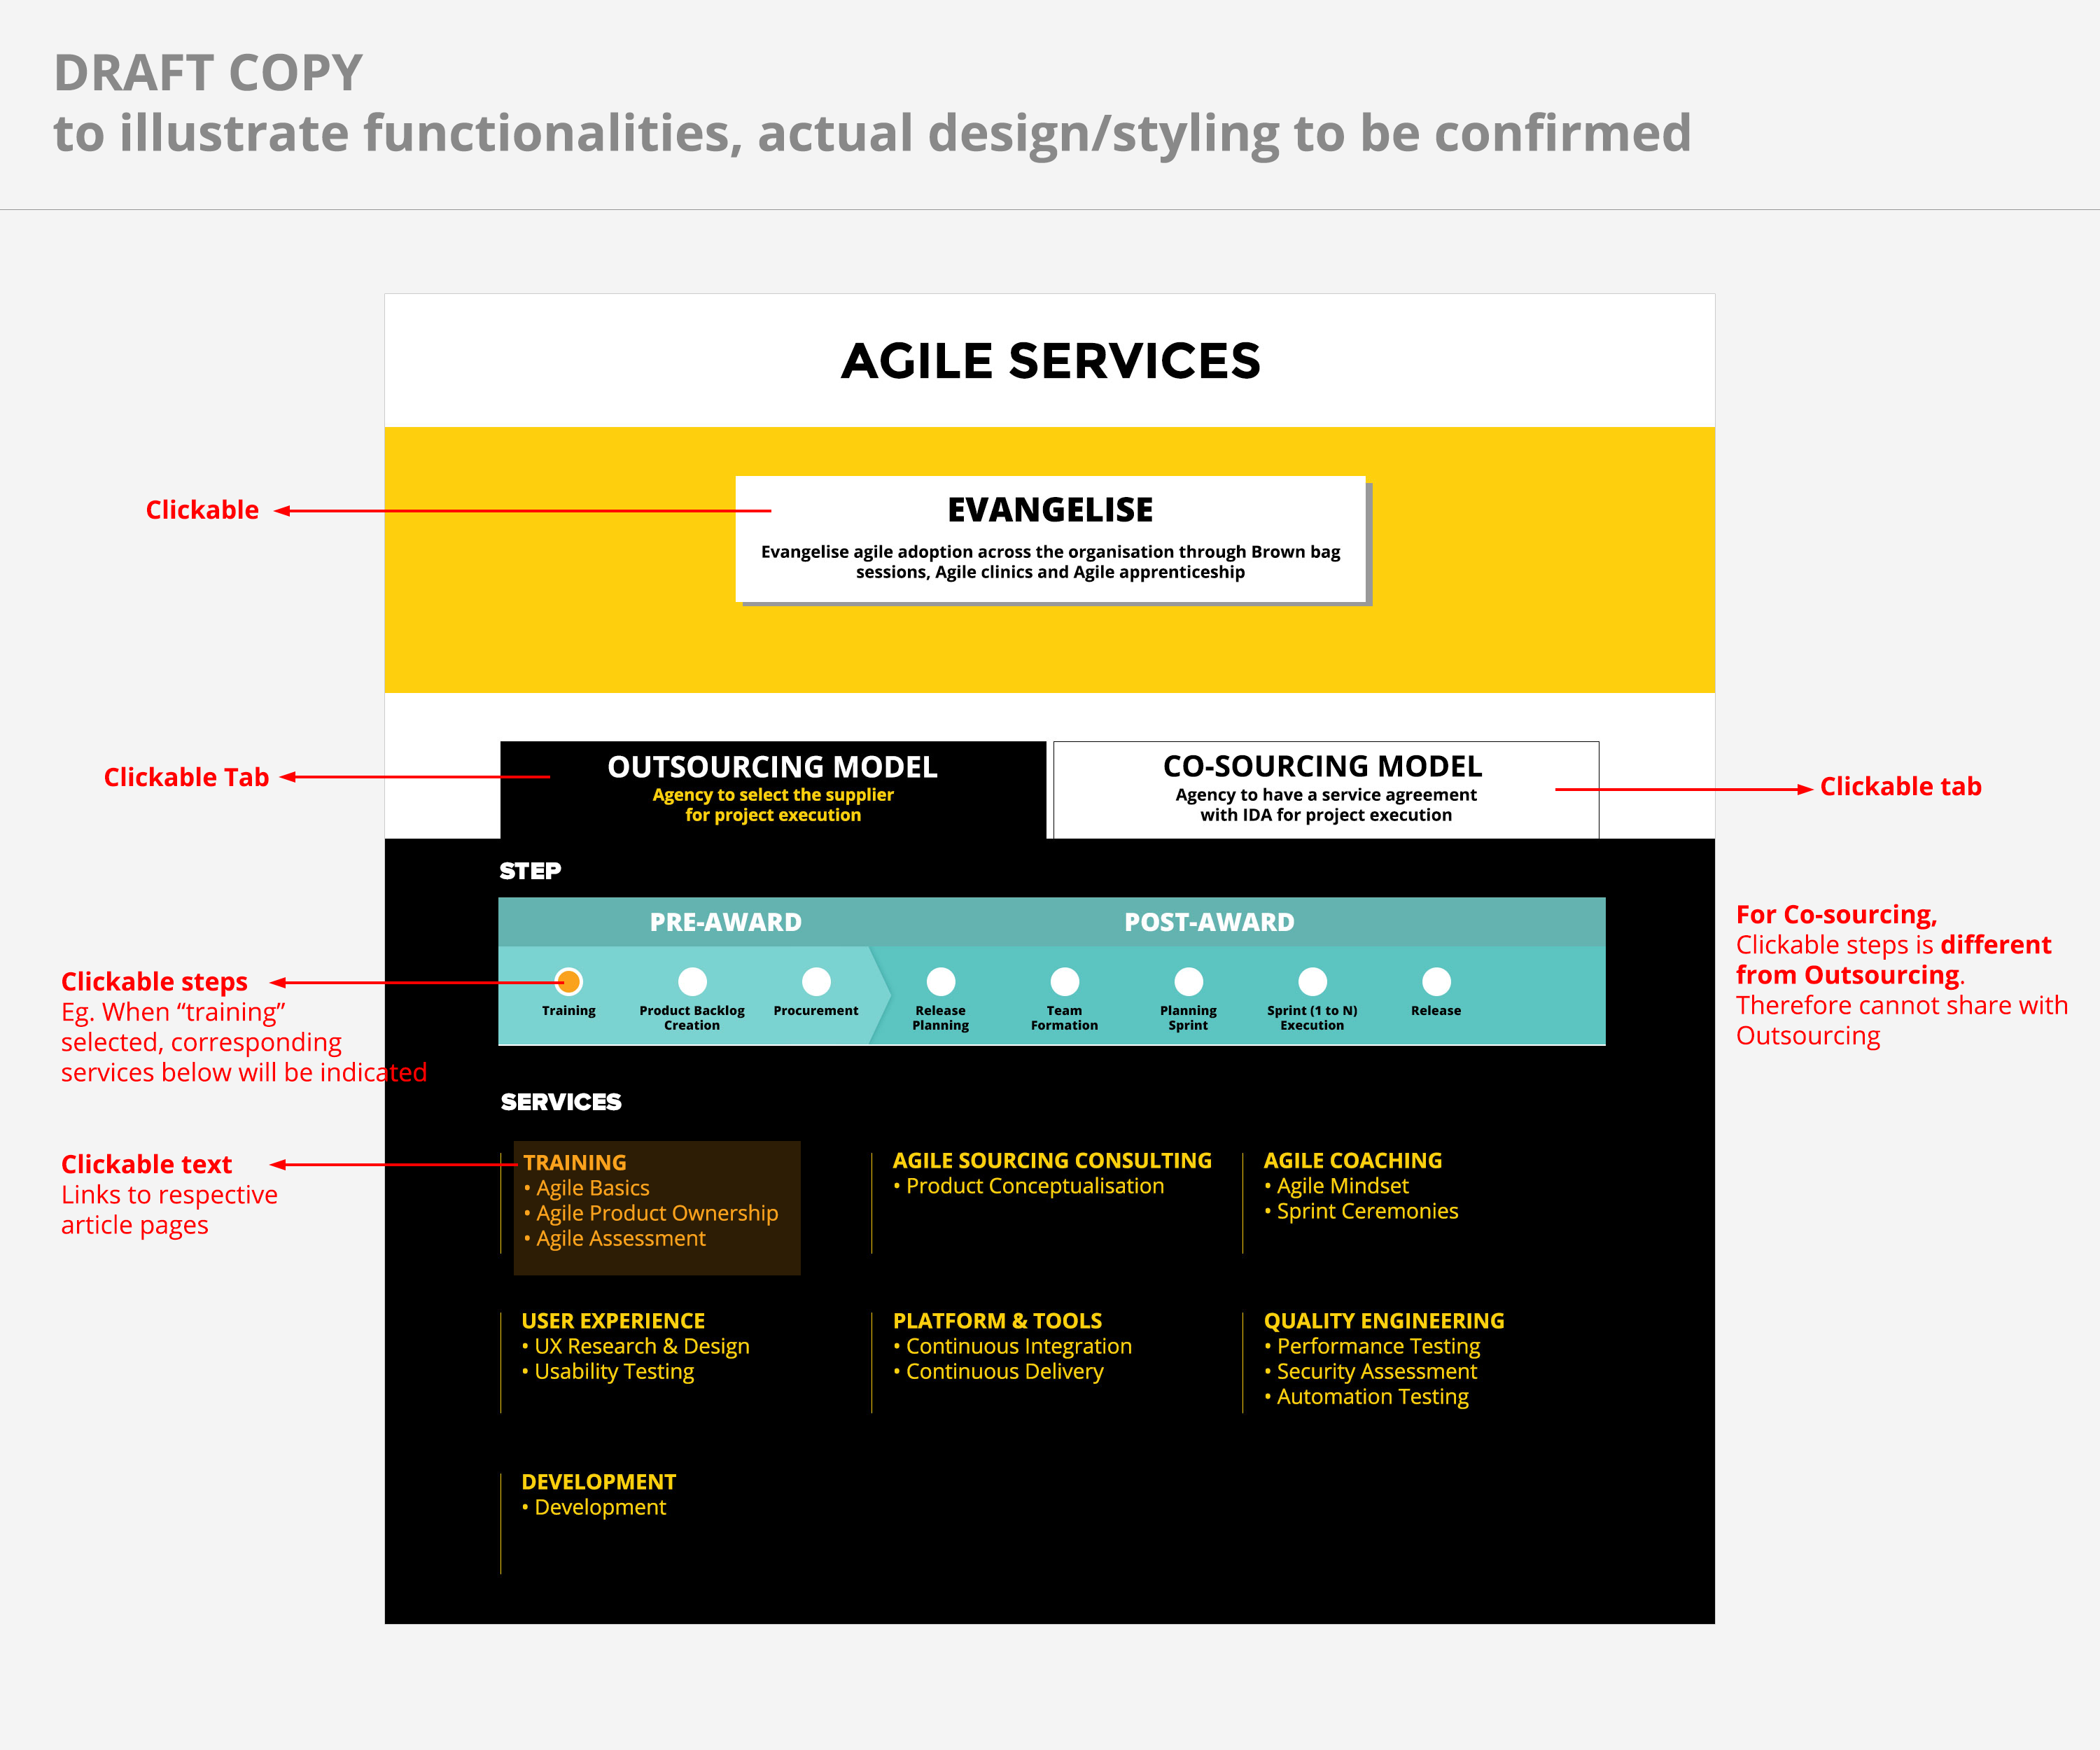 DRAFT COPY
to illustrate functionalities, actual design/styling to be confirmed
AGILE SERVICES
Clickable
EVANGELISE
Evangelise agile adoption across the organisation through Brown bag
sessions, Agile clinics and Agile apprenticeship
Clickable Tab
OUTSOURCING MODEL
Agency to select the supplier
for project execution
CO-SOURCING MODEL
Agency to have a service agreement
with IDA for project execution
Clickable tab
STEP
PRE-AWARD
POST-AWARD
Training
Product Backlog
Creation
Procurement
Release
Planning
Team
Formation
Planning
Sprint
Sprint (1 to N)
Execution
Release
Clickable steps
Eg. When “training”
selected, corresponding
services below will be indicated
For Co-sourcing,
Clickable steps is different
from Outsourcing.
Therefore cannot share with
Outsourcing
SERVICES
Clickable text
Links to respective
article pages
TRAINING
• Agile Basics
• Agile Product Ownership
• Agile Assessment
AGILE SOURCING CONSULTING
• Product Conceptualisation
AGILE COACHING
• Agile Mindset
• Sprint Ceremonies
USER EXPERIENCE
• UX Research & Design
• Usability Testing
PLATFORM & TOOLS
• Continuous Integration
• Continuous Delivery
QUALITY ENGINEERING
• Performance Testing
• Security Assessment
• Automation Testing
DEVELOPMENT
• Development